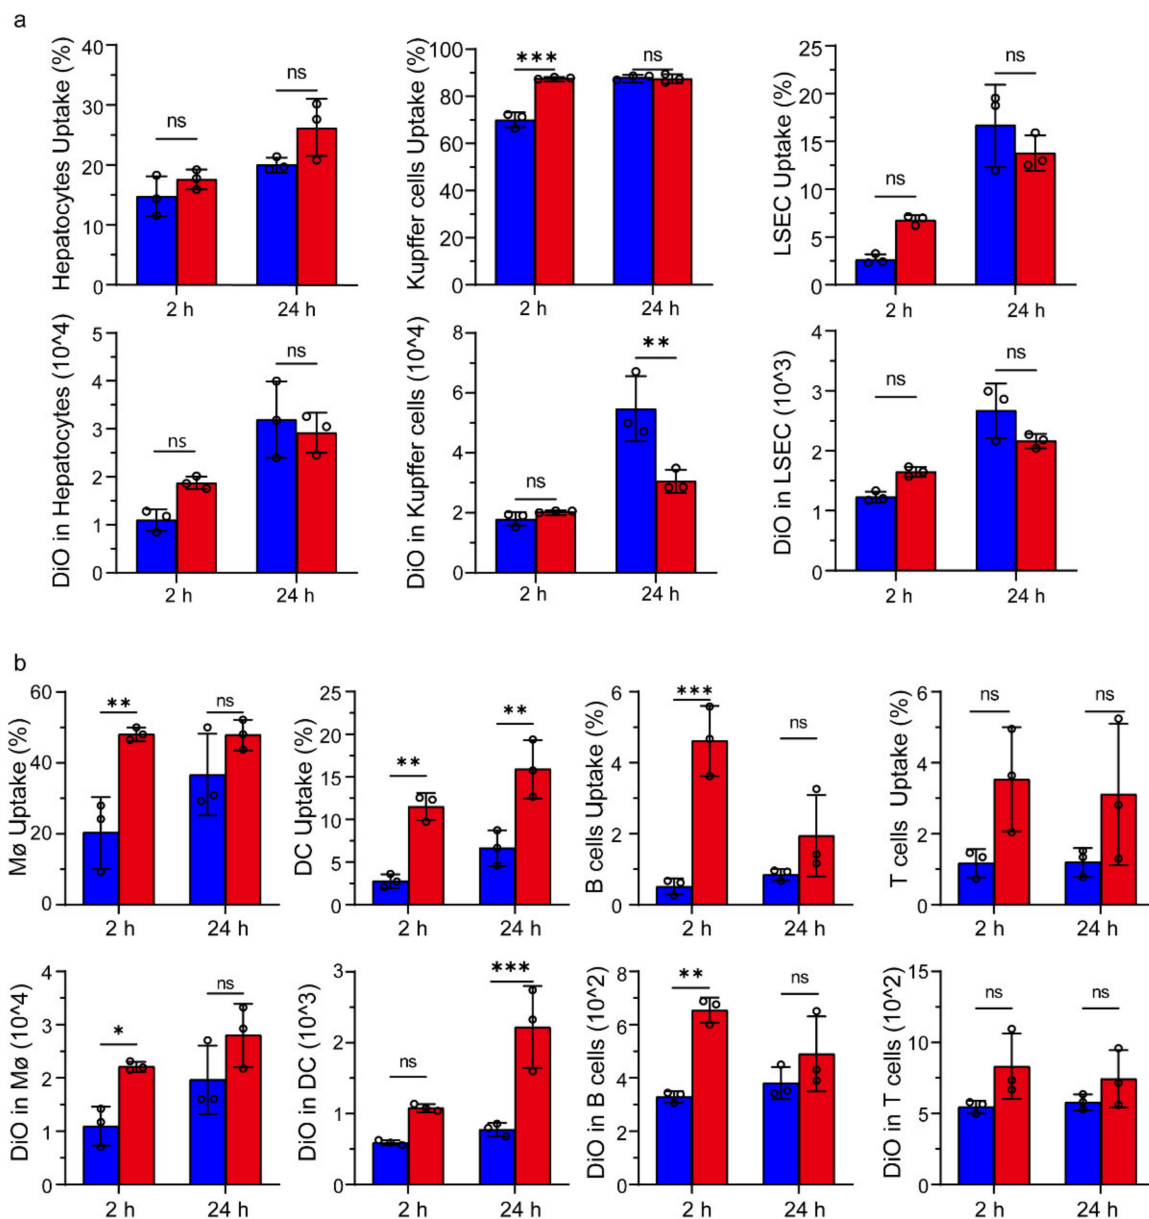 a
Hepatocytes Uptake (%)
40
30
20
10
0
ns
ns
2 h
24 h
Kupffer cells Uptake (%)
100
80
60
40
20
0
***
ns
2 h
24 h
LSEC Uptake (%)
25
20
15
10
5
0
ns
ns
2 h
24 h
DiO in Hepatocytes (10^4)
5
4
3
2
1
0
ns
ns
2 h
24 h
DiO in Kupffer cells (10^4)
8
6
4
2
0
ns
**
2 h
24 h
DiO in LSEC (10^3)
4
3
2
1
0
ns
ns
2 h
24 h
b
Mø Uptake (%)
60
40
20
0
**
ns
2 h
24 h
DC Uptake (%)
25
20
15
10
5
0
**
**
2 h
24 h
B cells Uptake (%)
6
4
2
0
***
ns
2 h
24 h
T cells Uptake (%)
6
4
2
0
ns
ns
2 h
24 h
DiO in Mø (10^4)
4
3
2
1
0
*
ns
2 h
24 h
DiO in DC (10^3)
3
2
1
0
ns
***
2 h
24 h
DiO in B cells (10^2)
8
6
4
2
0
**
ns
2 h
24 h
DiO in T cells (10^2)
15
10
5
0
ns
ns
2 h
24 h